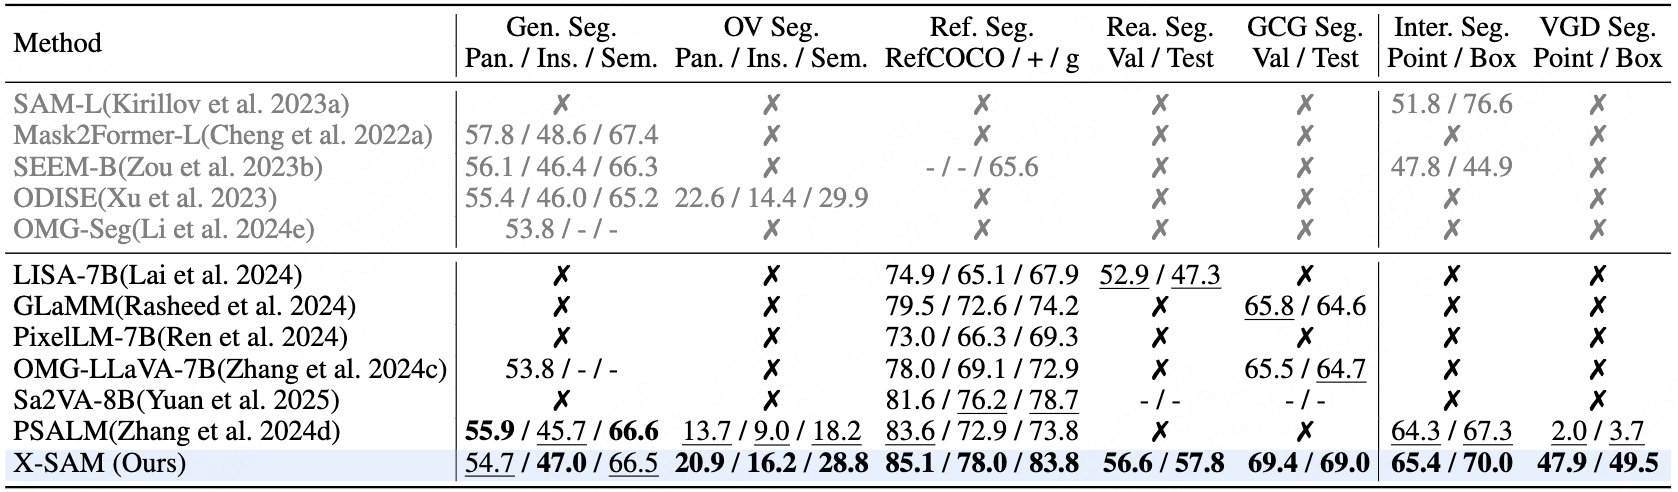 Method Gen. Seg. OV Seg. Ref. Seg. Rea. Seg. GCG Seg. Inter. Seg. VGD Seg.
Pan. / Ins. / Sem. Pan. / Ins. / Sem. RefCOCO / + / g Val / Test Val / Test Point / Box Point / Box
SAM-L(Kirillov et al. 2023a) ✗ ✗ ✗ ✗ ✗ 51.8 / 76.6 ✗
Mask2Former-L(Cheng et al. 2022a) 57.8 / 48.6 / 67.4 ✗ ✗ ✗ ✗ ✗ ✗
SEEM-B(Zou et al. 2023b) 56.1 / 46.4 / 66.3 ✗ - / - / 65.6 ✗ ✗ 47.8 / 44.9 ✗
ODISE(Xu et al. 2023) 55.4 / 46.0 / 65.2 22.6 / 14.4 / 29.9 ✗ ✗ ✗ ✗ ✗
OMG-Seg(Li et al. 2024e) 53.8 / - / - ✗ ✗ ✗ ✗ ✗ ✗
LISA-7B(Lai et al. 2024) ✗ ✗ 74.9 / 65.1 / 67.9 52.9 / 47.3 ✗ ✗ ✗
GLaMM(Rasheed et al. 2024) ✗ ✗ 79.5 / 72.6 / 74.2 ✗ 65.8 / 64.6 ✗ ✗
PixelLM-7B(Ren et al. 2024) ✗ ✗ 73.0 / 66.3 / 69.3 ✗ ✗ ✗ ✗
OMG-LLaVA-7B(Zhang et al. 2024c) 53.8 / - / - ✗ 78.0 / 69.1 / 72.9 ✗ 65.5 / 64.7 ✗ ✗
Sa2VA-8B(Yuan et al. 2025) ✗ ✗ 81.6 / 76.2 / 78.7 - / - - / - ✗ ✗
PSALM(Zhang et al. 2024d) 55.9 / 45.7 / 66.6 13.7 / 9.0 / 18.2 83.6 / 72.9 / 73.8 ✗ ✗ 64.3 / 67.3 2.0 / 3.7
X-SAM (Ours) 54.7 / 47.0 / 66.5 20.9 / 16.2 / 28.8 85.1 / 78.0 / 83.8 56.6 / 57.8 69.4 / 69.0 65.4 / 70.0 47.9 / 49.5